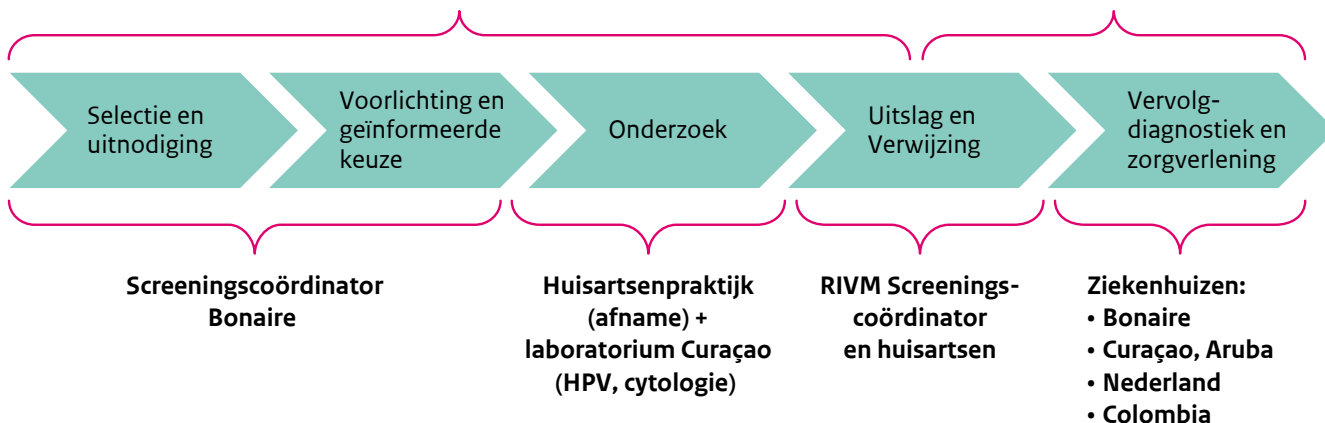 Selectie en
uitnodiging
Voorlichting en
geïnformeerde
keuze
Onderzoek
Uitslag en
Verwijzing
Vervolg-
diagnostiek en
zorgverlening
Screeningscoördinator
Bonaire
Huisartsenpraktijk
(afname) +
laboratorium Curaçao
(HPV, cytologie)
RIVM Screenings-
coördinator
en huisartsen
Ziekenhuizen:
• Bonaire
• Curaçao, Aruba
• Nederland
• Colombia